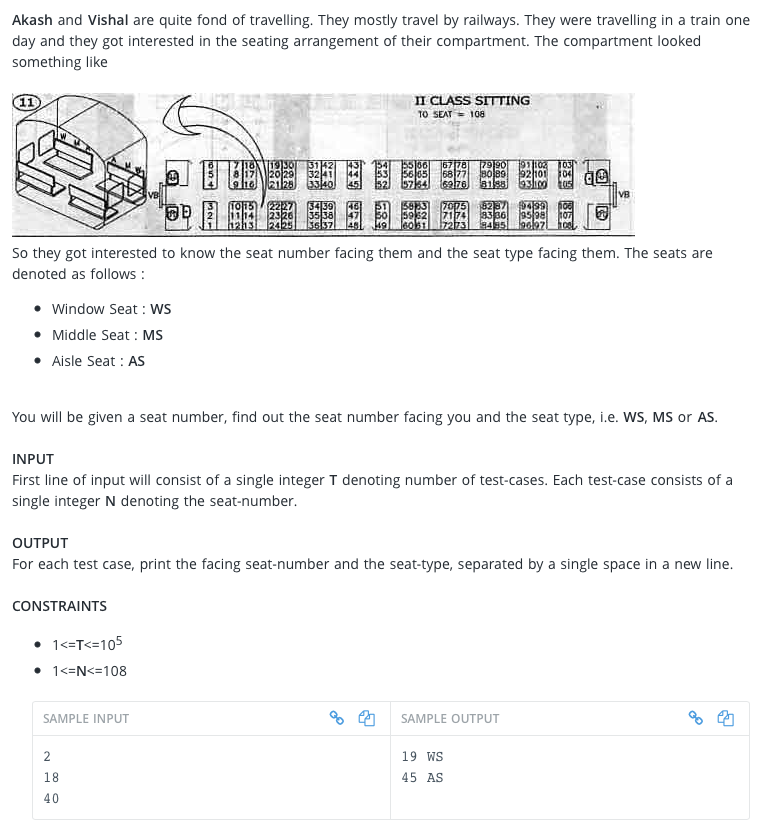 Akash and Vishal are quite fond of travelling. They mostly travel by railways. They were travelling in a train one
day and they got interested in the seating arrangement of their compartment. The compartment looked
something like
11
II CLASS SITTING
TO SEAT = 108
W M A A M W
6 7 18 19 30 31 42 43 54 55 66 67 78 79 90 91 102 103
5 8 17 20 29 32 41 44 53 56 65 68 77 80 89 92 101 104
4 9 16 21 28 33 40 45 52 57 64 69 76 81 88 93 100 105
VB VB
3 10 15 22 27 34 39 46 51 58 63 70 75 82 87 94 99 106
2 11 14 23 26 35 38 47 50 59 62 71 74 83 86 95 98 107
1 12 13 24 25 36 37 48 49 60 61 72 73 84 85 96 97 108
So they got interested to know the seat number facing them and the seat type facing them. The seats are
denoted as follows :
• Window Seat : WS
• Middle Seat : MS
• Aisle Seat : AS
You will be given a seat number, find out the seat number facing you and the seat type, i.e. WS, MS or AS.
INPUT
First line of input will consist of a single integer T denoting number of test-cases. Each test-case consists of a
single integer N denoting the seat-number.
OUTPUT
For each test case, print the facing seat-number and the seat-type, separated by a single space in a new line.
CONSTRAINTS
• 1<=T<=10⁵
• 1<=N<=108
SAMPLE INPUT
2
18
40
SAMPLE OUTPUT
19 WS
45 AS